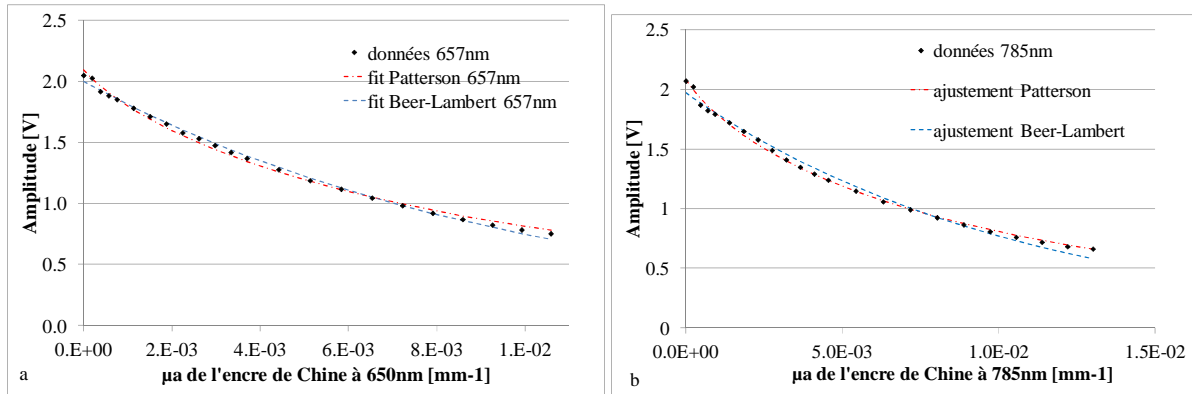 2.5
2.0
1.5
1.0
0.5
0.0
Amplitude [V]
données 657nm
fit Patterson 657nm
fit Beer-Lambert 657nm
0.E+00 2.E-03 4.E-03 6.E-03 8.E-03 1.E-02
µa de l'encre de Chine à 650nm [mm-1]
a
2.5
2
1.5
1
0.5
0
Amplitude [V]
données 785nm
ajustement Patterson
ajustement Beer-Lambert
0.0E+00 5.0E-03 1.0E-02 1.5E-02
µa de l'encre de Chine à 785nm [mm-1]
b